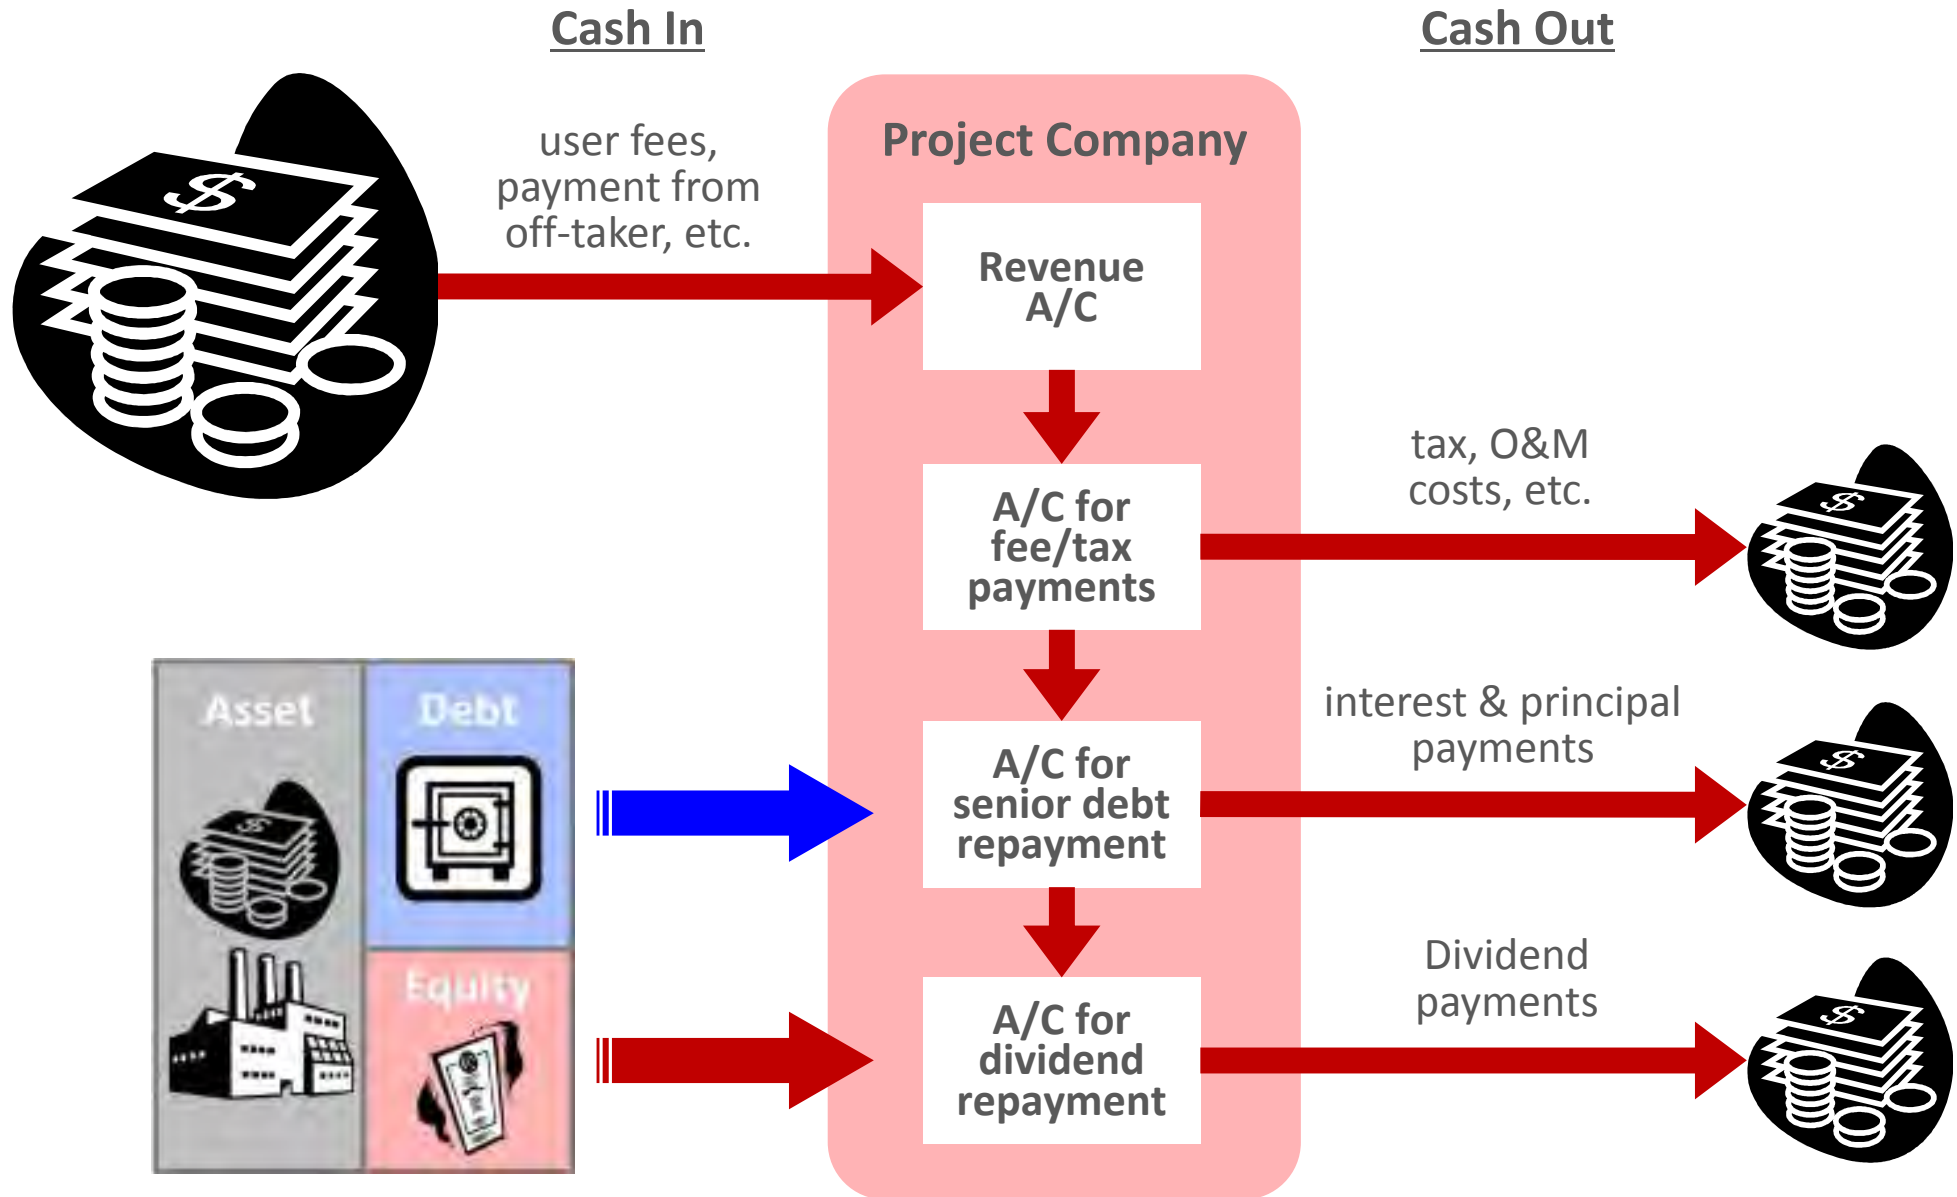 Cash In
Cash Out
user fees,
payment from
off-taker, etc.
Project Company
Revenue
A/C
A/C for
fee/tax
payments
tax, O&M
costs, etc.
Asset
Debt
Equity
A/C for
senior debt
repayment
interest & principal
payments
A/C for
dividend
repayment
Dividend
payments
$
$
$
$